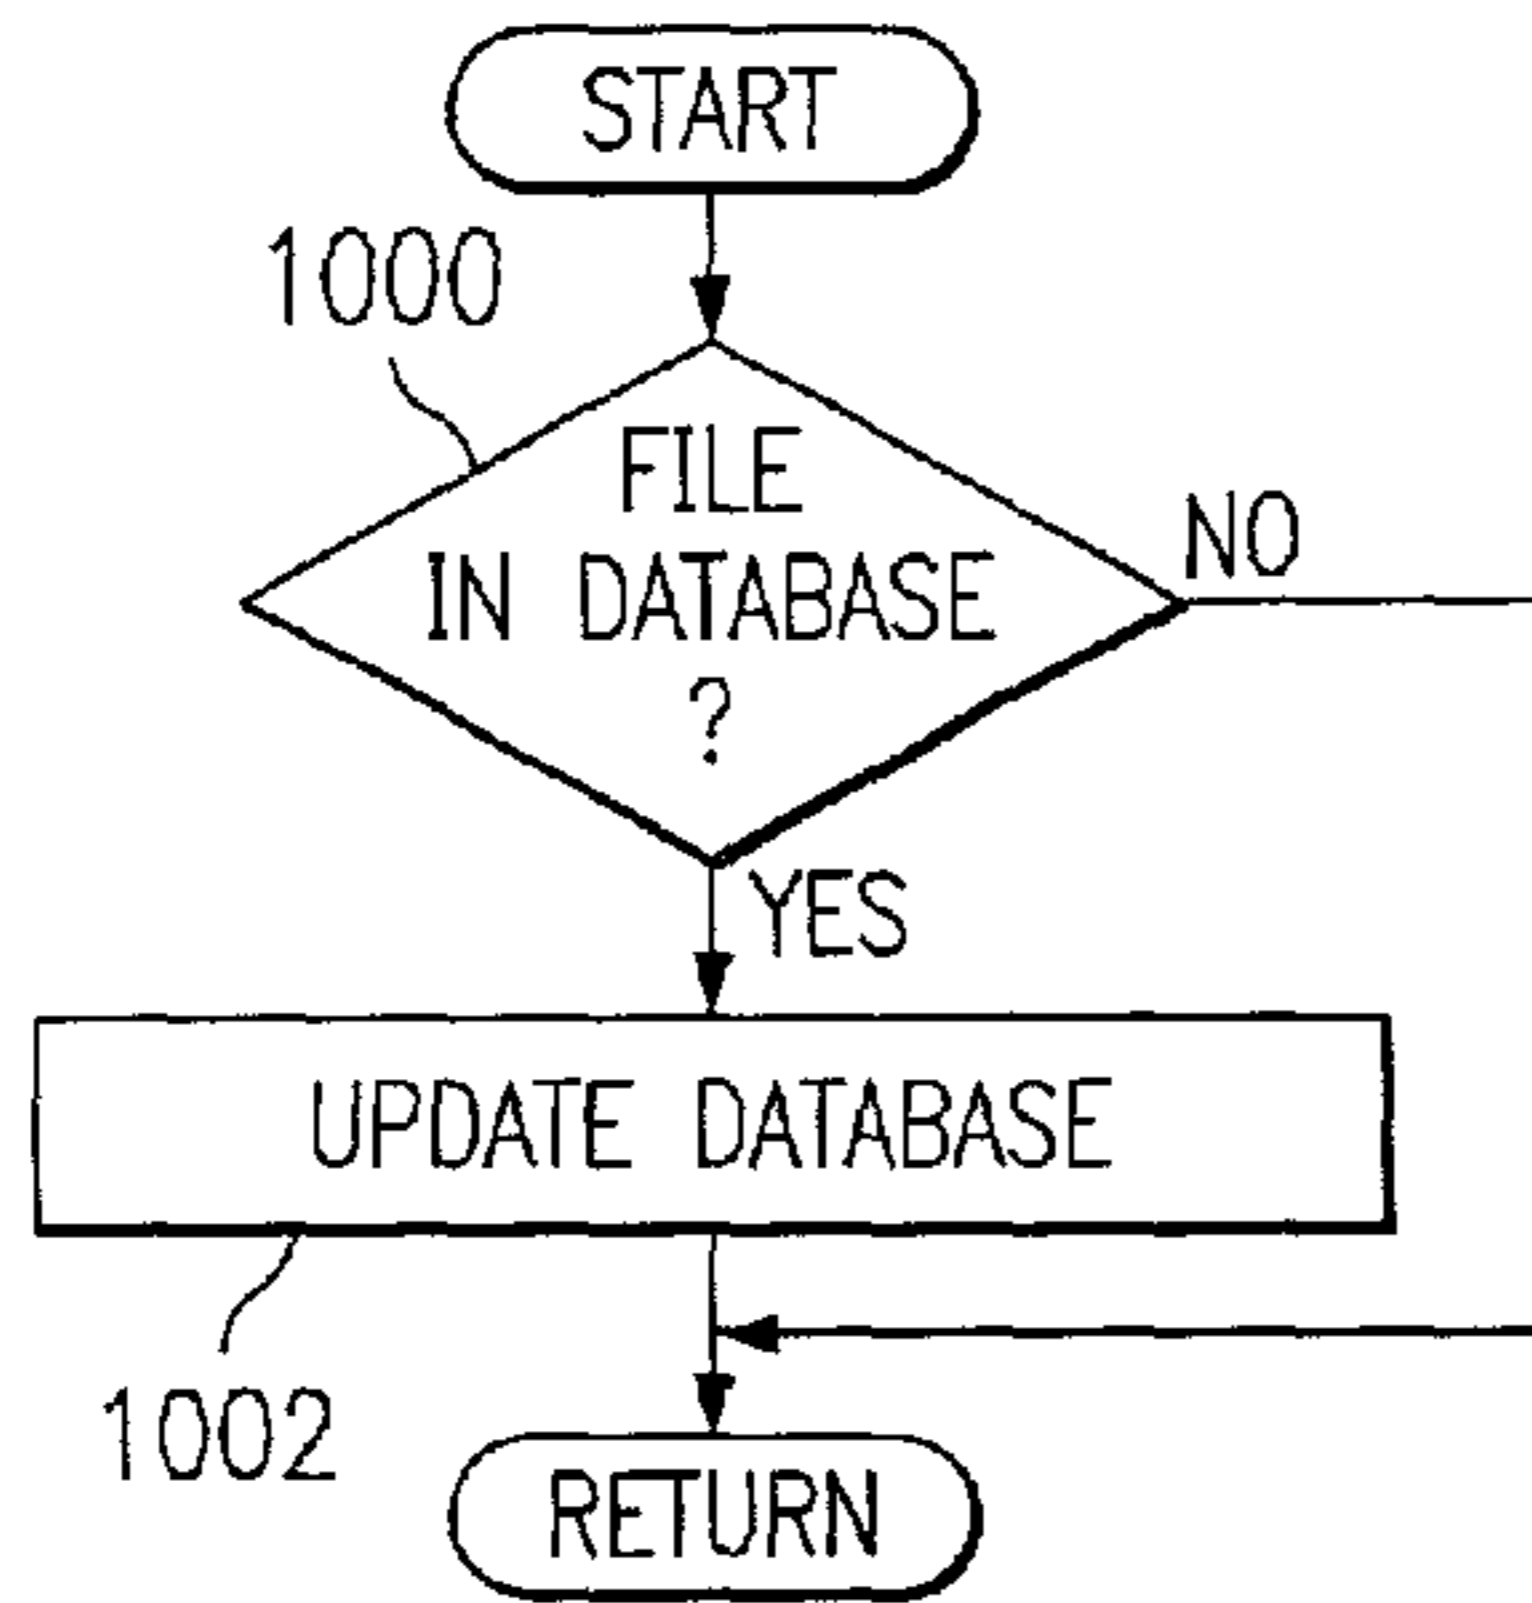 START
1000
FILE
IN DATABASE
?
NO
YES
UPDATE DATABASE
1002
RETURN